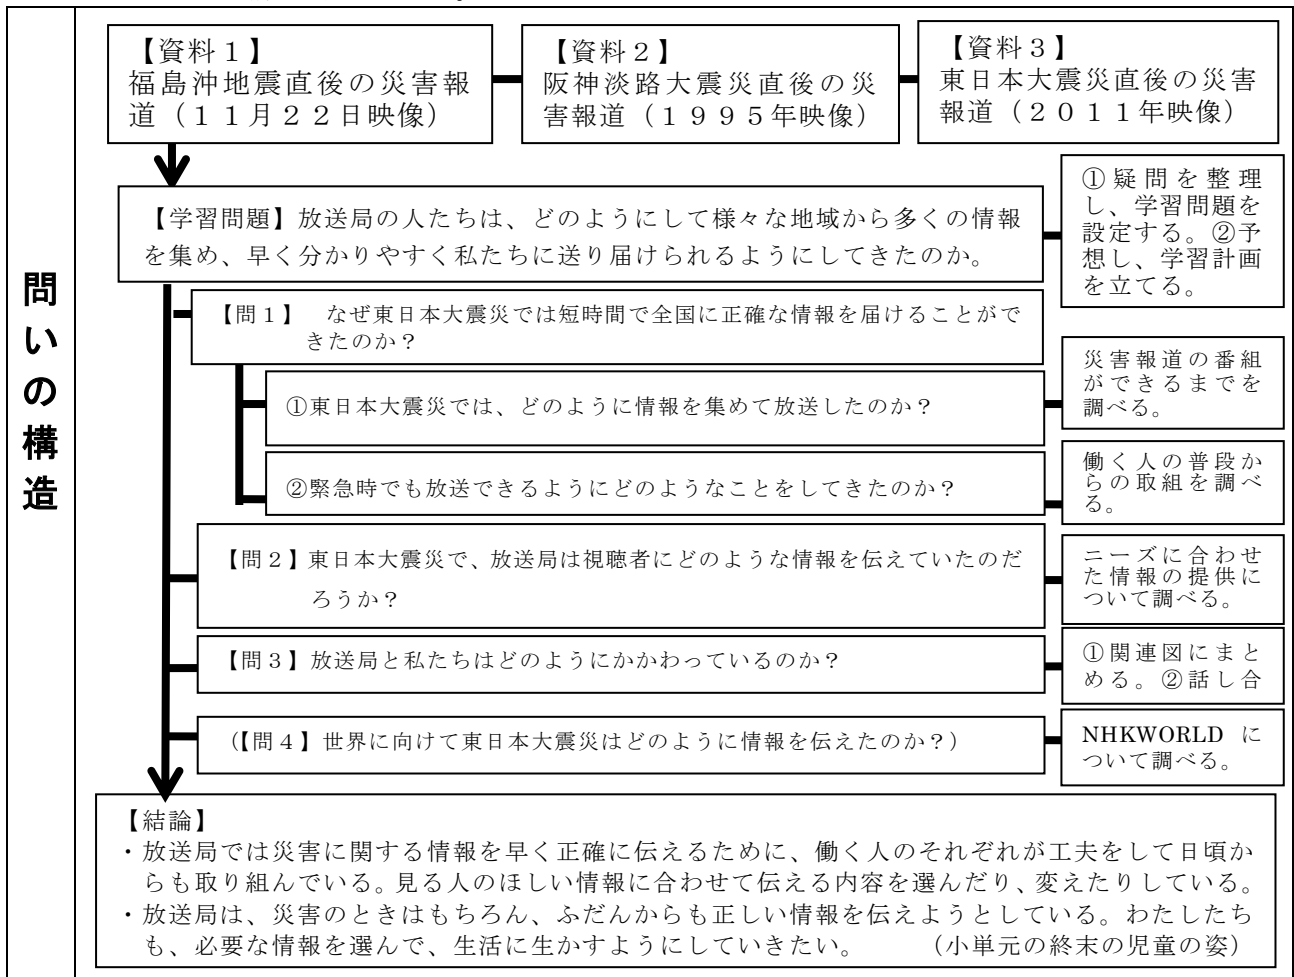 問いの構造
【資料１】
福島沖地震直後の災害報
道（１１月２２日映像）
【資料２】
阪神淡路大震災直後の災
害報道（１９９５年映像）
【資料３】
東日本大震災直後の災害
報道（２０１１年映像）
【学習問題】放送局の人たちは、どのようにして様々な地域から多くの情報
を集め、早く分かりやすく私たちに送り届けられるようにしてきたのか。
①疑問を整理
し、学習問題を
設定する。②予
想し、学習計画
を立てる。
【問１】　なぜ東日本大震災では短時間で全国に正確な情報を届けることがで
きたのか？
①東日本大震災では、どのように情報を集めて放送したのか？
災害報道の番組
ができるまでを
調べる。
②緊急時でも放送できるようにどのようなことをしてきたのか？
働く人の普段か
らの取組を調べ
る。
【問２】東日本大震災で、放送局は視聴者にどのような情報を伝えていたのだ
ろうか？
ニーズに合わせ
た情報の提供に
ついて調べる。
【問３】放送局と私たちはどのようにかかわっているのか？
①関連図にまと
める。②話し合
（【問４】世界に向けて東日本大震災はどのように情報を伝えたのか？）
NHKWORLD に
ついて調べる。
【結論】
・放送局では災害に関する情報を早く正確に伝えるために、働く人のそれぞれが工夫をして日頃か
らも取り組んでいる。見る人のほしい情報に合わせて伝える内容を選んだり、変えたりしている。
・放送局は、災害のときはもちろん、ふだんからも正しい情報を伝えようとしている。わたしたち
も、必要な情報を選んで、生活に生かすようにしていきたい。　　　（小単元の終末の児童の姿）